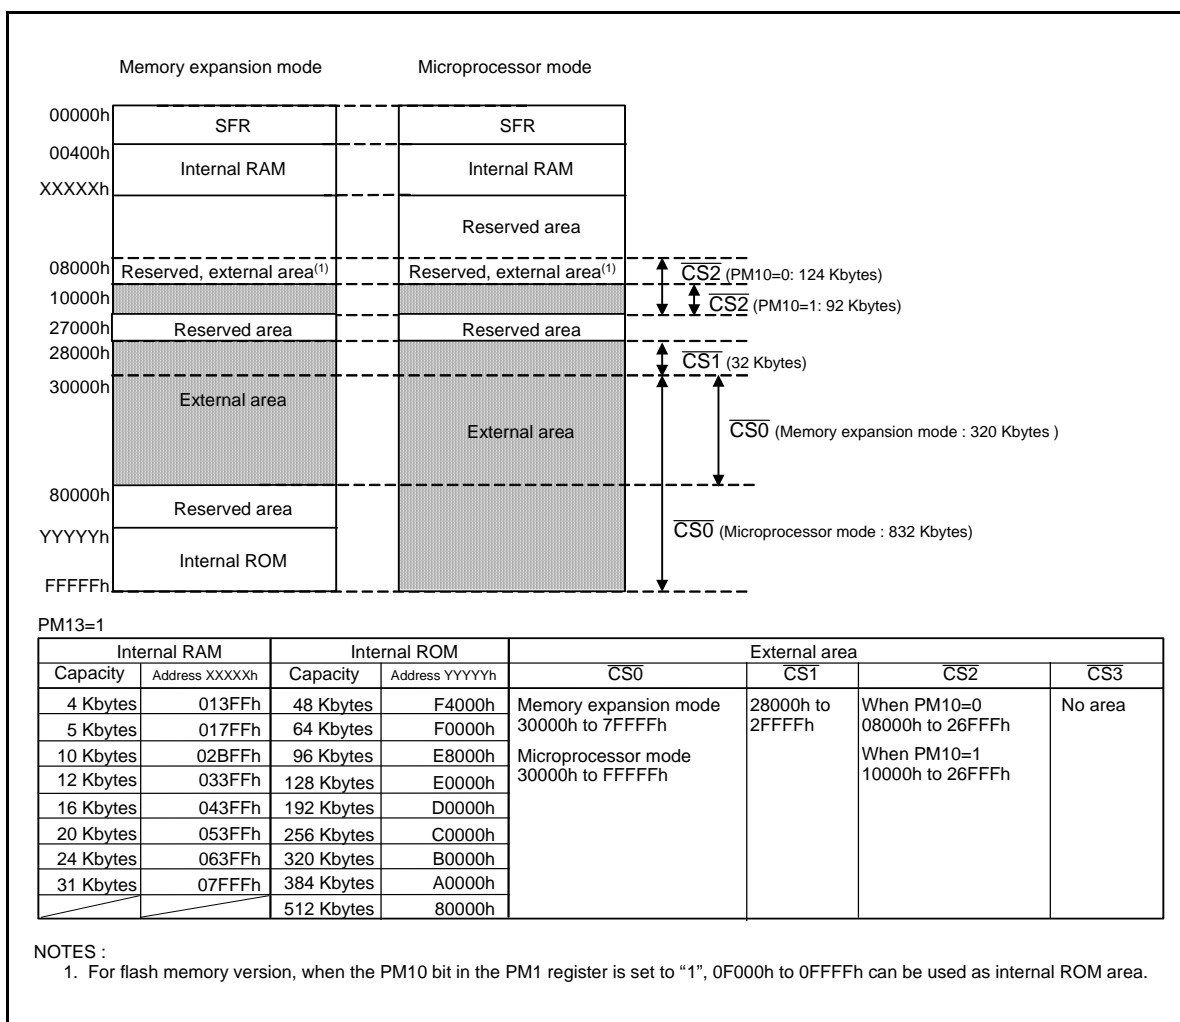 Memory expansion mode Microprocessor mode
00000h
SFR SFR
00400h
Internal RAM Internal RAM
XXXXXh
Reserved area
08000h Reserved, external area(1) Reserved, external area(1) CS2 (PM10=0: 124 Kbytes)
10000h CS2 (PM10=1: 92 Kbytes)
27000h Reserved area Reserved area
28000h CS1 (32 Kbytes)
30000h
External area
External area CS0 (Memory expansion mode : 320 Kbytes )
80000h
Reserved area
YYYYYh CS0 (Microprocessor mode : 832 Kbytes)
Internal ROM
FFFFFh
PM13=1
Internal RAM Internal ROM External area
Capacity Address XXXXXh Capacity Address YYYYYh CS0 CS1 CS2 CS3
4 Kbytes 013FFh 48 Kbytes F4000h Memory expansion mode 28000h to When PM10=0 No area
5 Kbytes 017FFh 64 Kbytes F0000h 30000h to 7FFFFh 2FFFFh 08000h to 26FFFh
10 Kbytes 02BFFh 96 Kbytes E8000h Microprocessor mode When PM10=1
12 Kbytes 033FFh 128 Kbytes E0000h 30000h to FFFFFh 10000h to 26FFFh
16 Kbytes 043FFh 192 Kbytes D0000h
20 Kbytes 053FFh 256 Kbytes C0000h
24 Kbytes 063FFh 320 Kbytes B0000h
31 Kbytes 07FFFh 384 Kbytes A0000h
512 Kbytes 80000h
NOTES :
1. For flash memory version, when the PM10 bit in the PM1 register is set to “1”, 0F000h to 0FFFFh can be used as internal ROM area.